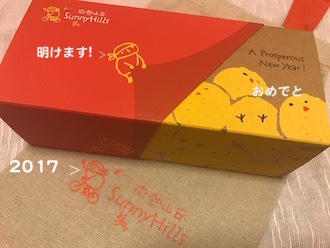 微熱山丘
SunnyHills
明けます! >
A Prosperous
New Year!
おめでと
2017 >
微熱山丘
SunnyHills